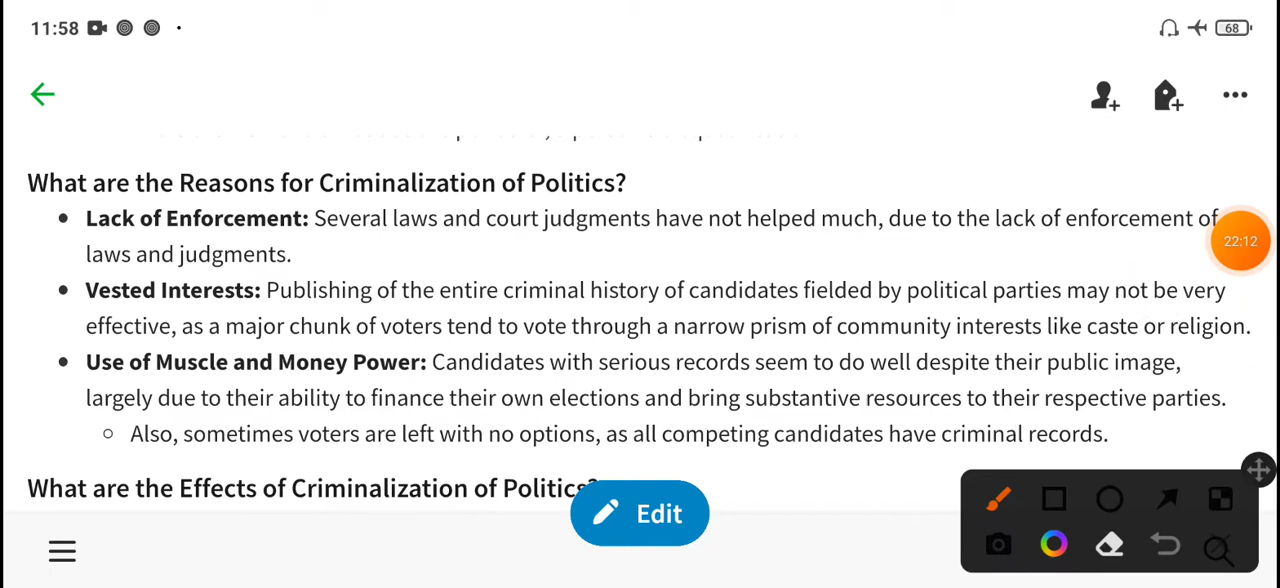 11:58
68
What are the Reasons for Criminalization of Politics?
Lack of Enforcement: Several laws and court judgments have not helped much, due to the lack of enforcement of
laws and judgments.
22:12
Vested Interests: Publishing of the entire criminal history of candidates fielded by political parties may not be very
effective, as a major chunk of voters tend to vote through a narrow prism of community interests like caste or religion.
Use of Muscle and Money Power: Candidates with serious records seem to do well despite their public image,
largely due to their ability to finance their own elections and bring substantive resources to their respective parties.
Also, sometimes voters are left with no options, as all competing candidates have criminal records.
What are the Effects of Criminalization of Politics?
Edit